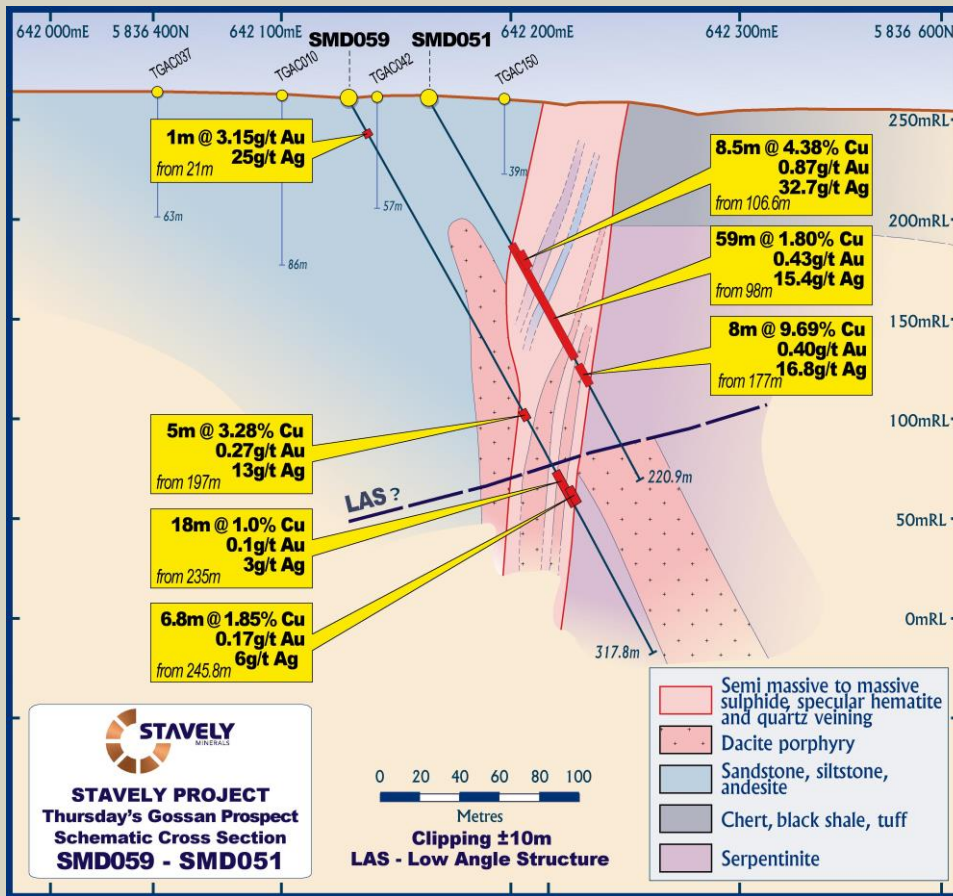 642 000mE
5 836 400N
642 100mE
642 200mE
642 300mE
5 836 600N
SMD059
SMD051
TGAC037
TGAC010
TGAC042
TGAC150
63m
86m
57m
39m
250mRL
200mRL
150mRL
100mRL
50mRL
0mRL
1m @ 3.15g/t Au
25g/t Ag
from 21m
8.5m @ 4.38% Cu
0.87g/t Au
32.7g/t Ag
from 106.6m
59m @ 1.80% Cu
0.43g/t Au
15.4g/t Ag
from 98m
8m @ 9.69% Cu
0.40g/t Au
16.8g/t Ag
from 177m
5m @ 3.28% Cu
0.27g/t Au
13g/t Ag
from 197m
LAS ?
220.9m
18m @ 1.0% Cu
0.1g/t Au
3g/t Ag
from 235m
6.8m @ 1.85% Cu
0.17g/t Au
6g/t Ag
from 245.8m
317.8m
STAVELY
MINERALS
STAVELY PROJECT
Thursday's Gossan Prospect
Schematic Cross Section
SMD059 - SMD051
0 20 40 60 80 100
Metres
Clipping ±10m
LAS - Low Angle Structure
Semi massive to massive
sulphide, specular hematite
and quartz veining
Dacite porphyry
Sandstone, siltstone,
andesite
Chert, black shale, tuff
Serpentinite